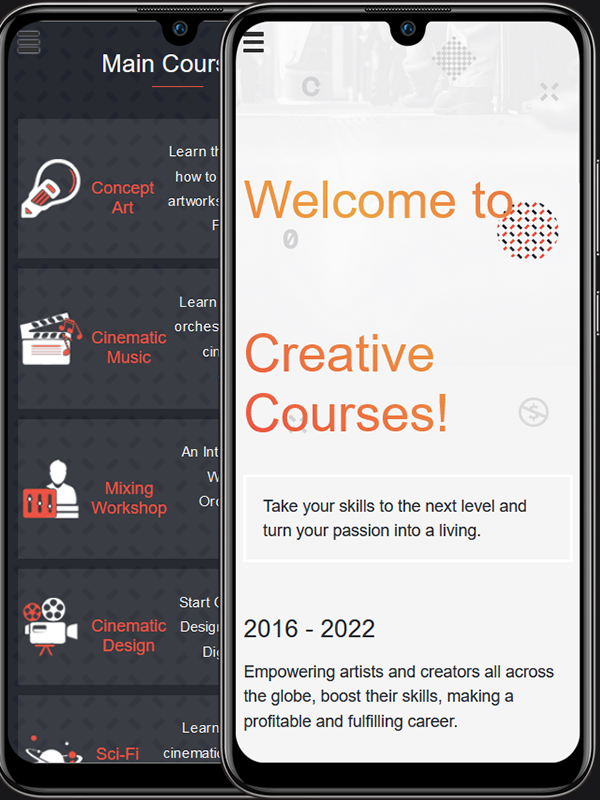 Main Cours
Learn th
how to
artworks
F
Concept
Art
Learn
orches
cin
Cinematic
Music
An Int
W
Orc
Mixing
Workshop
Start C
Design
Dig
Cinematic
Design
Learn
cinematic
Sci-Fi
Welcome to
Creative
Courses!
Take your skills to the next level and
turn your passion into a living.
2016 - 2022
Empowering artists and creators all across
the globe, boost their skills, making a
profitable and fulfilling career.